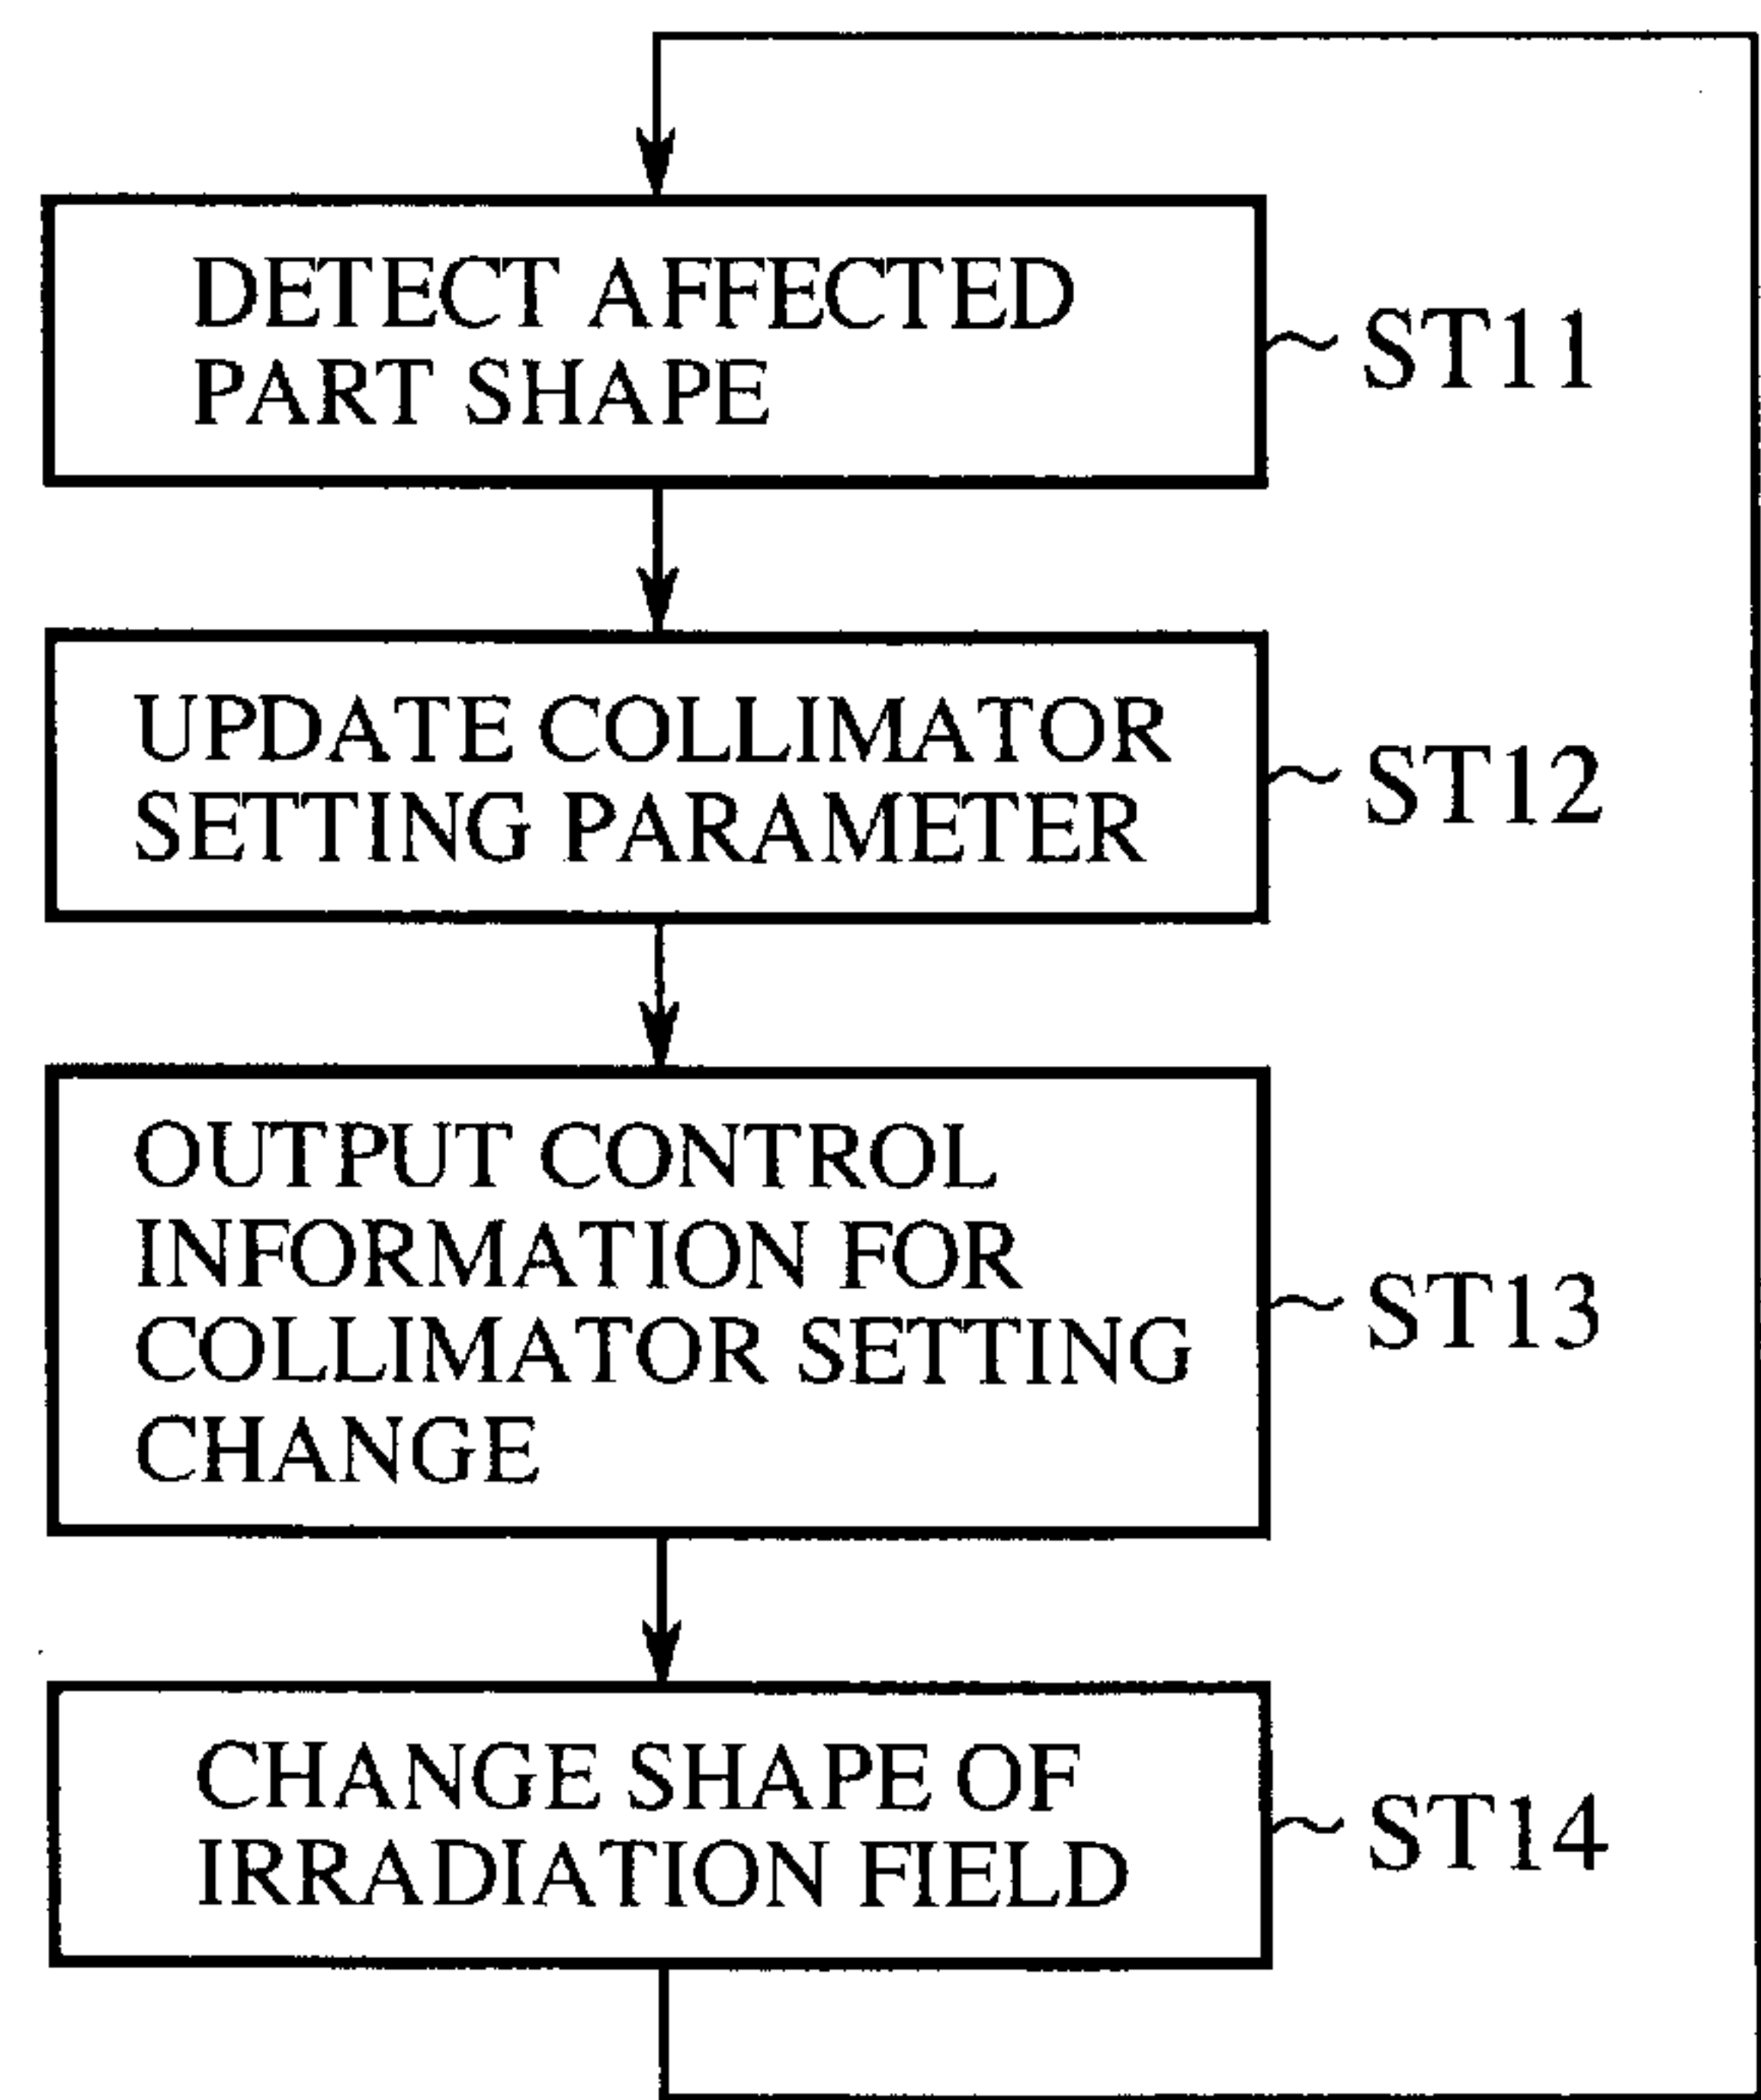 DETECT AFFECTED
PART SHAPE
ST11
UPDATE COLLIMATOR
SETTING PARAMETER
ST12
OUTPUT CONTROL
INFORMATION FOR
COLLIMATOR SETTING
CHANGE
ST13
CHANGE SHAPE OF
IRRADIATION FIELD
ST14